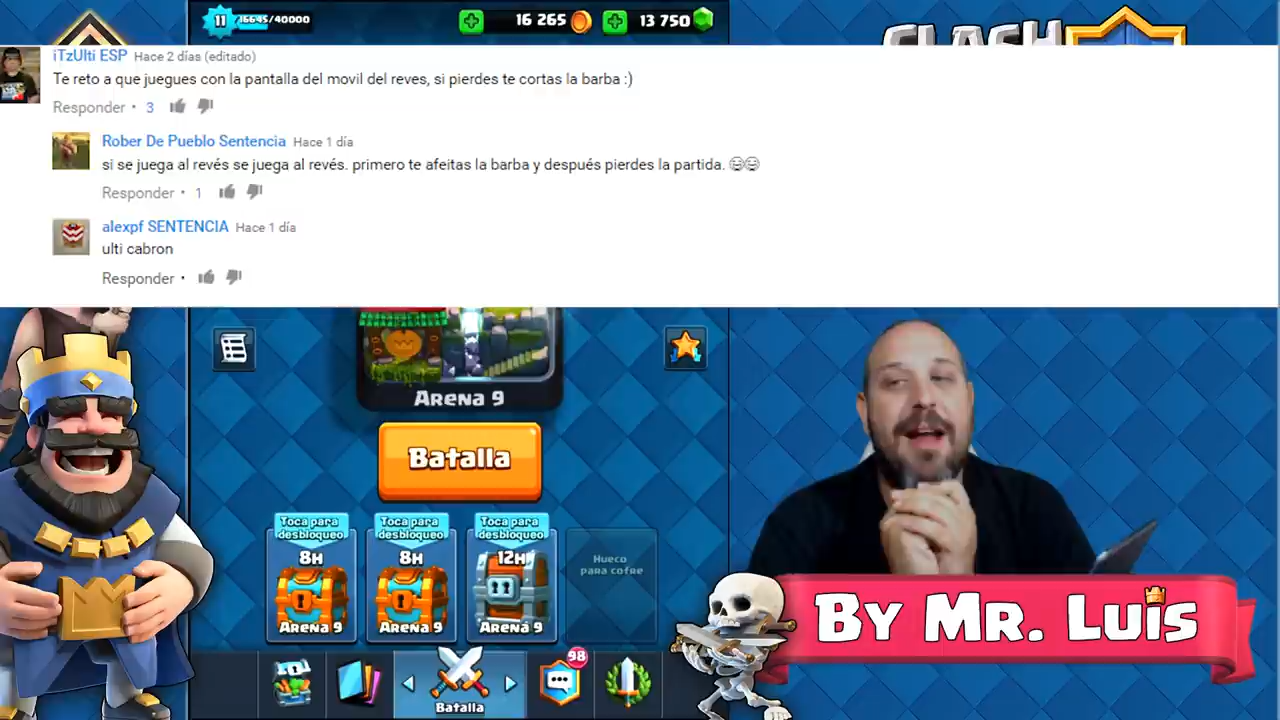 11 16645/40000
16 265
13 750
CLASH
iTzUlti ESP Hace 2 días (editado)
Te reto a que juegues con la pantalla del movil del reves, si pierdes te cortas la barba :)
Responder • 3
Rober De Pueblo Sentencia Hace 1 día
si se juega al revés se juega al revés. primero te afeitas la barba y después pierdes la partida. 😂😂
Responder • 1
alexpf SENTENCIA Hace 1 día
ulti cabron
Responder •
Arena 9
Batalla
Toca para desbloqueo
8H
Arena 9
Toca para desbloqueo
8H
Arena 9
Toca para desbloqueo
12H
Arena 9
Hueco para cofre
By Mr. Luis
98
Batalla